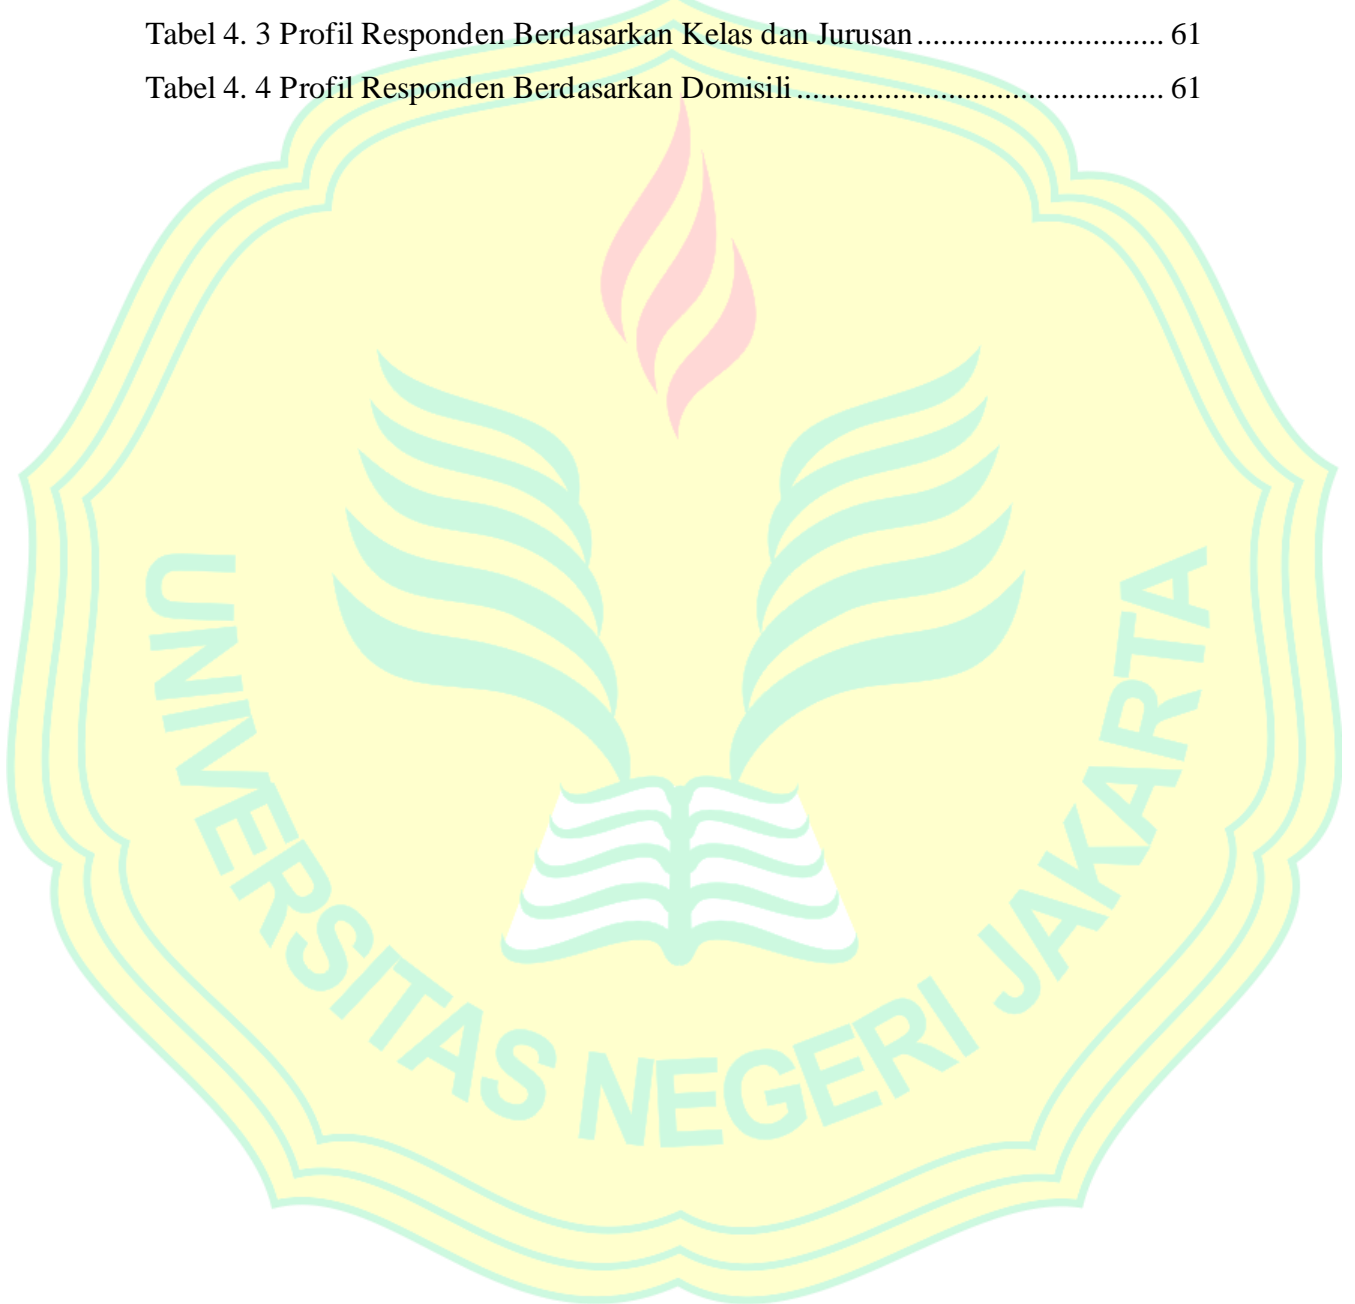 Tabel 4. 3 Profil Responden Berdasarkan Kelas dan Jurusan............................... 61
Tabel 4. 4 Profil Responden Berdasarkan Domisili.............................................. 61
UNIVERSITAS NEGERI JAKARTA